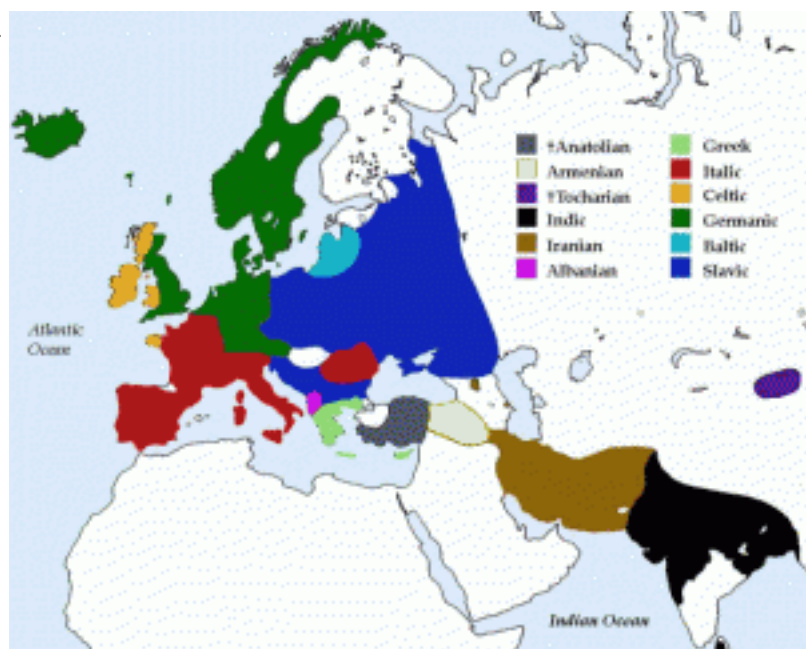 †Anatolian
Armenian
†Tocharian
Indic
Iranian
Albanian
Greek
Italic
Celtic
Germanic
Baltic
Slavic
Atlantic
Ocean
Indian Ocean